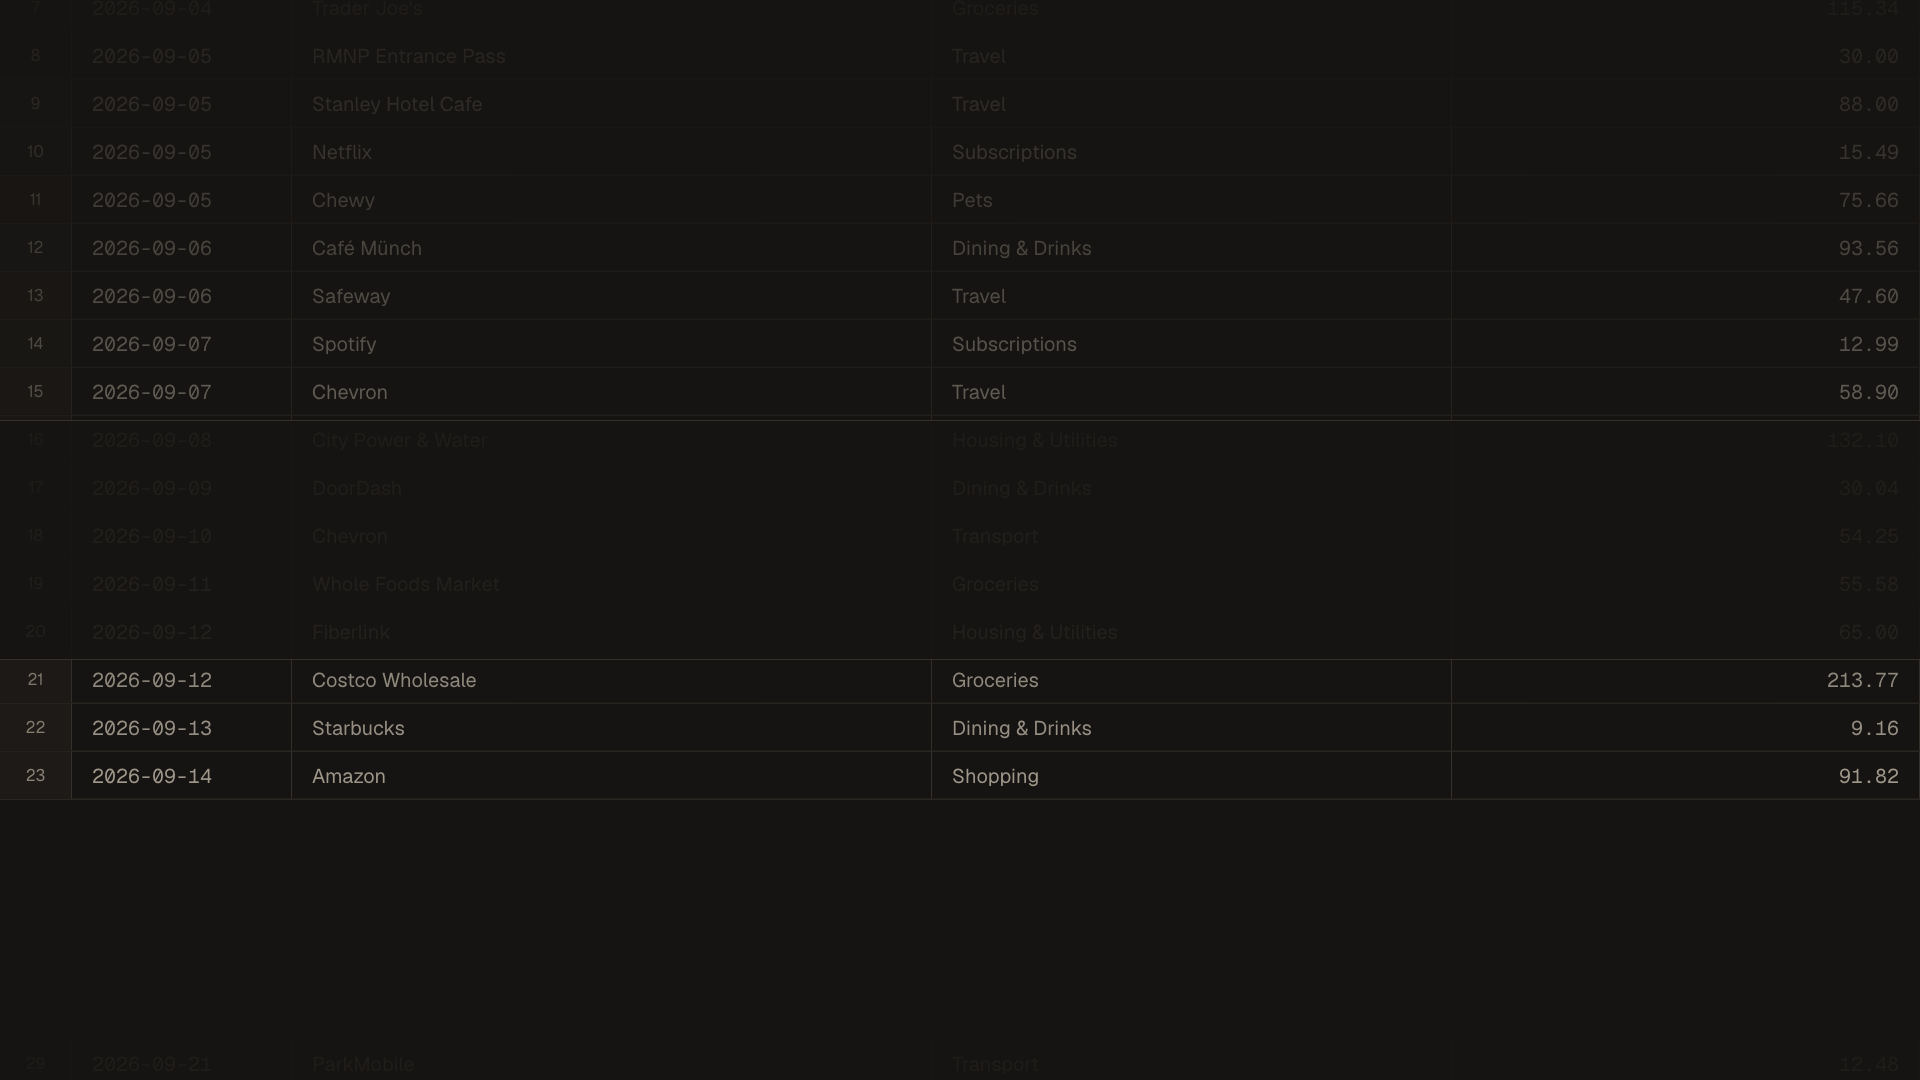 7 2026-09-04 Trader Joe's Groceries 115.34
8 2026-09-05 RMNP Entrance Pass Travel 30.00
9 2026-09-05 Stanley Hotel Cafe Travel 88.00
10 2026-09-05 Netflix Subscriptions 15.49
11 2026-09-05 Chewy Pets 75.66
12 2026-09-06 Café Münch Dining & Drinks 93.56
13 2026-09-06 Safeway Travel 47.60
14 2026-09-07 Spotify Subscriptions 12.99
15 2026-09-07 Chevron Travel 58.90
16 2026-09-08 City Power & Water Housing & Utilities 132.10
17 2026-09-09 DoorDash Dining & Drinks 30.04
18 2026-09-10 Chevron Transport 54.25
19 2026-09-11 Whole Foods Market Groceries 55.58
20 2026-09-12 Fiberlink Housing & Utilities 65.00
21 2026-09-12 Costco Wholesale Groceries 213.77
22 2026-09-13 Starbucks Dining & Drinks 9.16
23 2026-09-14 Amazon Shopping 91.82
29 2026-09-21 ParkMobile Transport 12.48